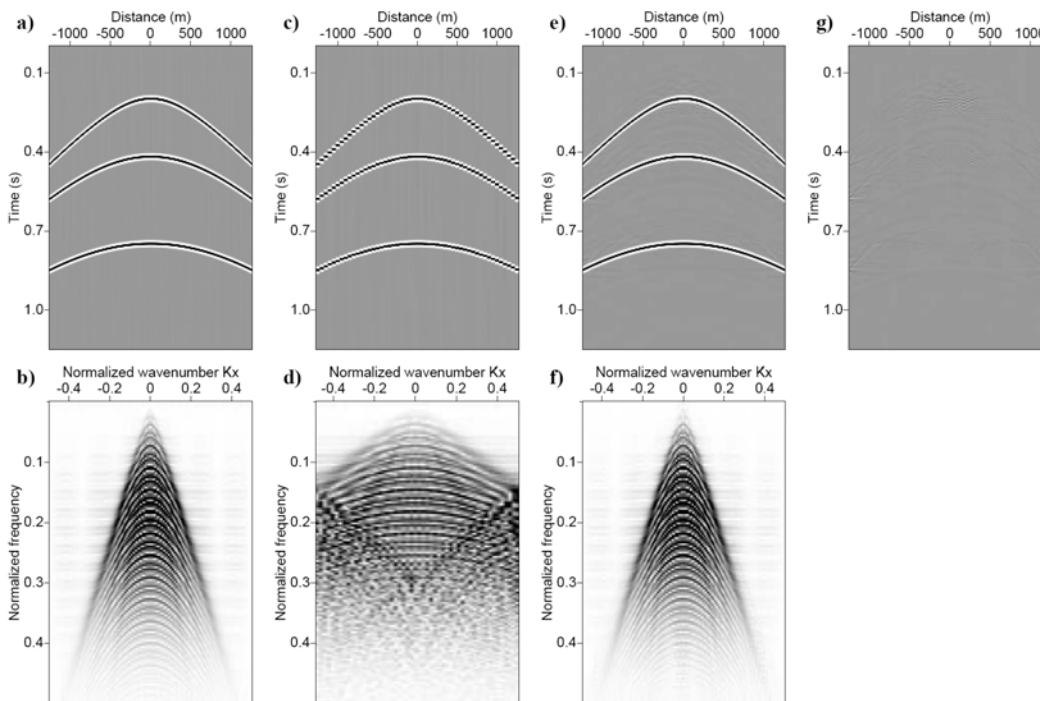 a) Distance (m)
-1000 -500 0 500 1000
Time (s)
0.1
0.4
0.7
1.0
c) Distance (m)
-1000 -500 0 500 1000
Time (s)
0.1
0.4
0.7
1.0
e) Distance (m)
-1000 -500 0 500 1000
Time (s)
0.1
0.4
0.7
1.0
g) Distance (m)
-1000 -500 0 500 1000
Time (s)
0.1
0.4
0.7
1.0
b) Normalized wavenumber Kx
-0.4 -0.2 0 0.2 0.4
Normalized frequency
0.1
0.2
0.3
0.4
d) Normalized wavenumber Kx
-0.4 -0.2 0 0.2 0.4
Normalized frequency
0.1
0.2
0.3
0.4
f) Normalized wavenumber Kx
-0.4 -0.2 0 0.2 0.4
Normalized frequency
0.1
0.2
0.3
0.4